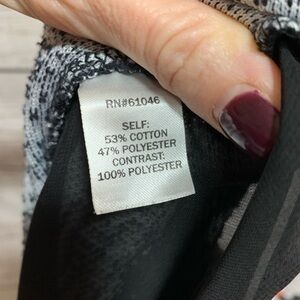 RN#61046
SELF:
53% COTTON
47% POLYESTER
CONTRAST:
100% POLYESTER